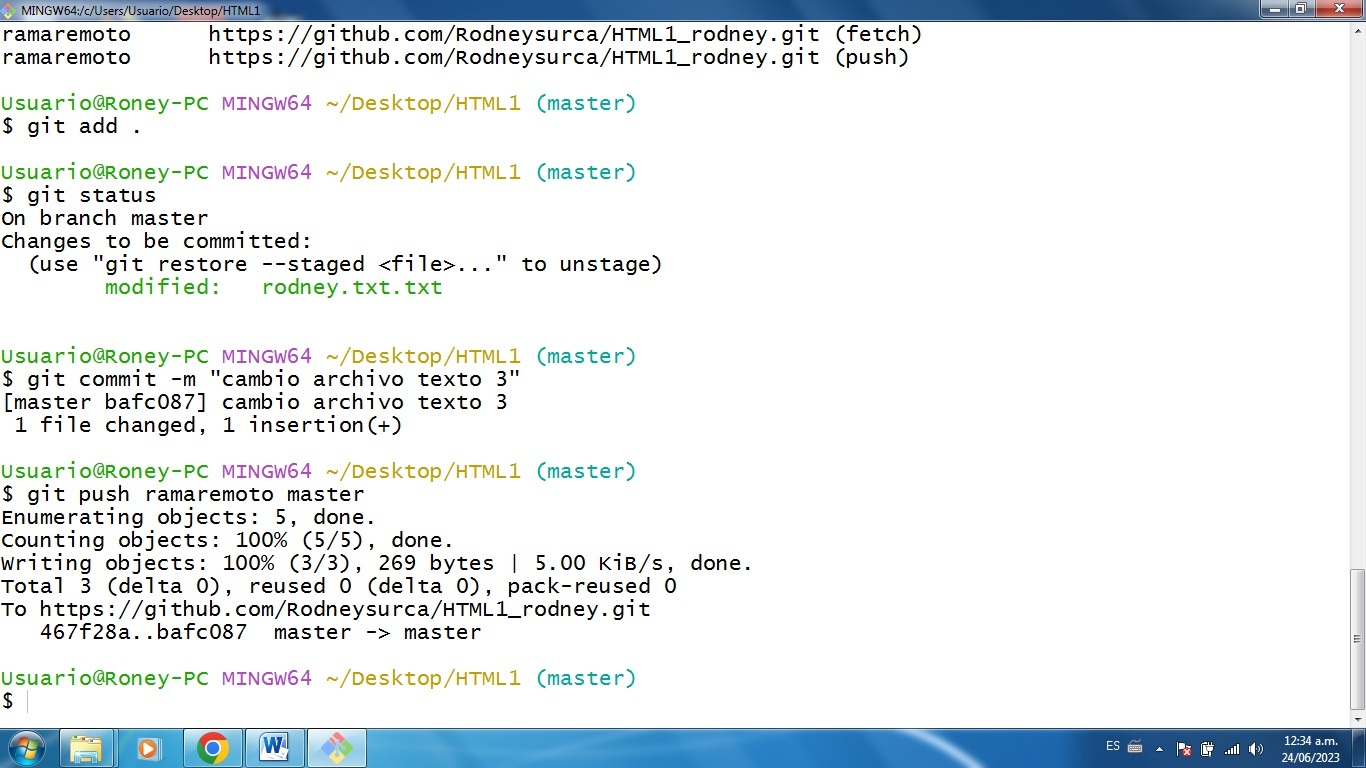 MINGW64:/c/Users/Usuario/Desktop/HTML1
ramaremoto      https://github.com/Rodneysurca/HTML1_rodney.git (fetch)
ramaremoto      https://github.com/Rodneysurca/HTML1_rodney.git (push)
Usuario@Roney-PC MINGW64 ~/Desktop/HTML1 (master)
$ git add .
Usuario@Roney-PC MINGW64 ~/Desktop/HTML1 (master)
$ git status
On branch master
Changes to be committed:
  (use "git restore --staged <file>..." to unstage)
        modified:   rodney.txt.txt
Usuario@Roney-PC MINGW64 ~/Desktop/HTML1 (master)
$ git commit -m "cambio archivo texto 3"
[master bafc087] cambio archivo texto 3
 1 file changed, 1 insertion(+)
Usuario@Roney-PC MINGW64 ~/Desktop/HTML1 (master)
$ git push ramaremoto master
Enumerating objects: 5, done.
Counting objects: 100% (5/5), done.
Writing objects: 100% (3/3), 269 bytes | 5.00 KiB/s, done.
Total 3 (delta 0), reused 0 (delta 0), pack-reused 0
To https://github.com/Rodneysurca/HTML1_rodney.git
   467f28a..bafc087  master -> master
Usuario@Roney-PC MINGW64 ~/Desktop/HTML1 (master)
$
ES
12:34 a.m.
24/06/2023